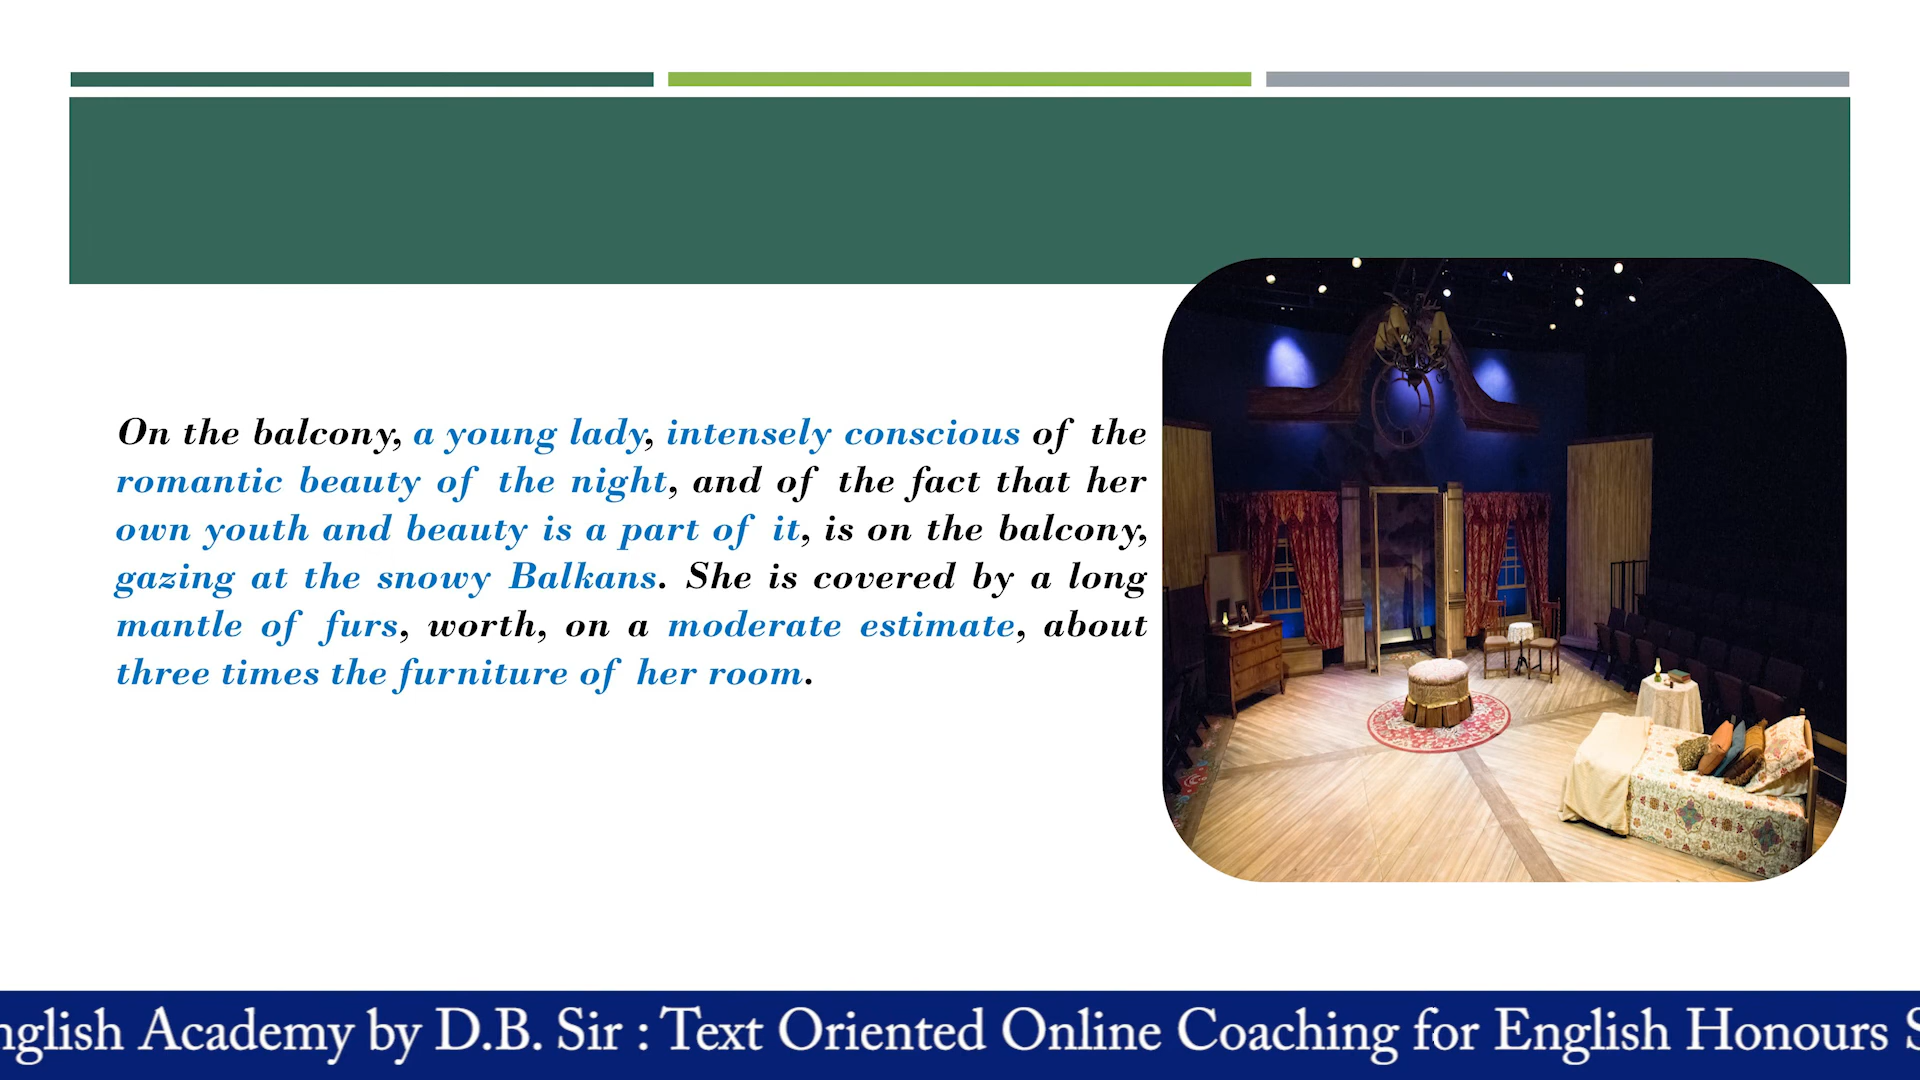 On the balcony, a young lady, intensely conscious of the
romantic beauty of the night, and of the fact that her
own youth and beauty is a part of it, is on the balcony,
gazing at the snowy Balkans. She is covered by a long
mantle of furs, worth, on a moderate estimate, about
three times the furniture of her room.
nglish Academy by D.B. Sir : Text Oriented Online Coaching for English Honours S